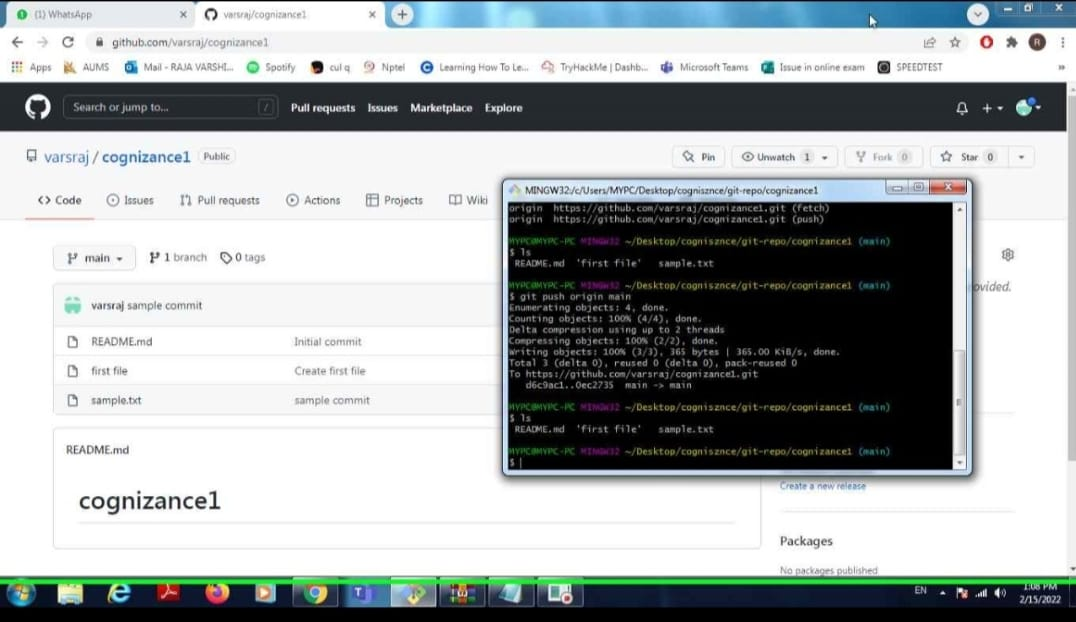 (1) WhatsApp
varsraj/cognizance1
github.com/varsraj/cognizance1
R
Apps AUMS Mail - RAJA VARSHI... Spotify cul q Nptel Learning How To Le... TryHackMe | Dashb... Microsoft Teams Issue in online exam SPEEDTEST »
Search or jump to... / Pull requests Issues Marketplace Explore
varsraj / cognizance1 Public
Pin Unwatch 1 Fork 0 Star 0
<> Code Issues Pull requests Actions Projects Wiki
main 1 branch 0 tags
varsraj sample commit
README.md Initial commit
first file Create first file
sample.txt sample commit
README.md
cognizance1
MINGW32:/c/Users/MYPC/Desktop/cognisznce/git-repo/cognizance1
origin https://github.com/varsraj/cognizance1.git (fetch)
origin https://github.com/varsraj/cognizance1.git (push)
MYPC@MYPC-PC MINGW32 ~/Desktop/cognisznce/git-repo/cognizance1 (main)
$ ls
README.md 'first file' sample.txt
MYPC@MYPC-PC MINGW32 ~/Desktop/cognisznce/git-repo/cognizance1 (main)
$ git push origin main
Enumerating objects: 4, done.
Counting objects: 100% (4/4), done.
Delta compression using up to 2 threads
Compressing objects: 100% (2/2), done.
Writing objects: 100% (3/3), 365 bytes | 365.00 KiB/s, done.
Total 3 (delta 0), reused 0 (delta 0), pack-reused 0
To https://github.com/varsraj/cognizance1.git
d6c9ac1..0ec2735 main -> main
MYPC@MYPC-PC MINGW32 ~/Desktop/cognisznce/git-repo/cognizance1 (main)
$ ls
README.md 'first file' sample.txt
MYPC@MYPC-PC MINGW32 ~/Desktop/cognisznce/git-repo/cognizance1 (main)
$
Create a new release
Packages
No packages published
EN
1:08 PM
2/15/2022